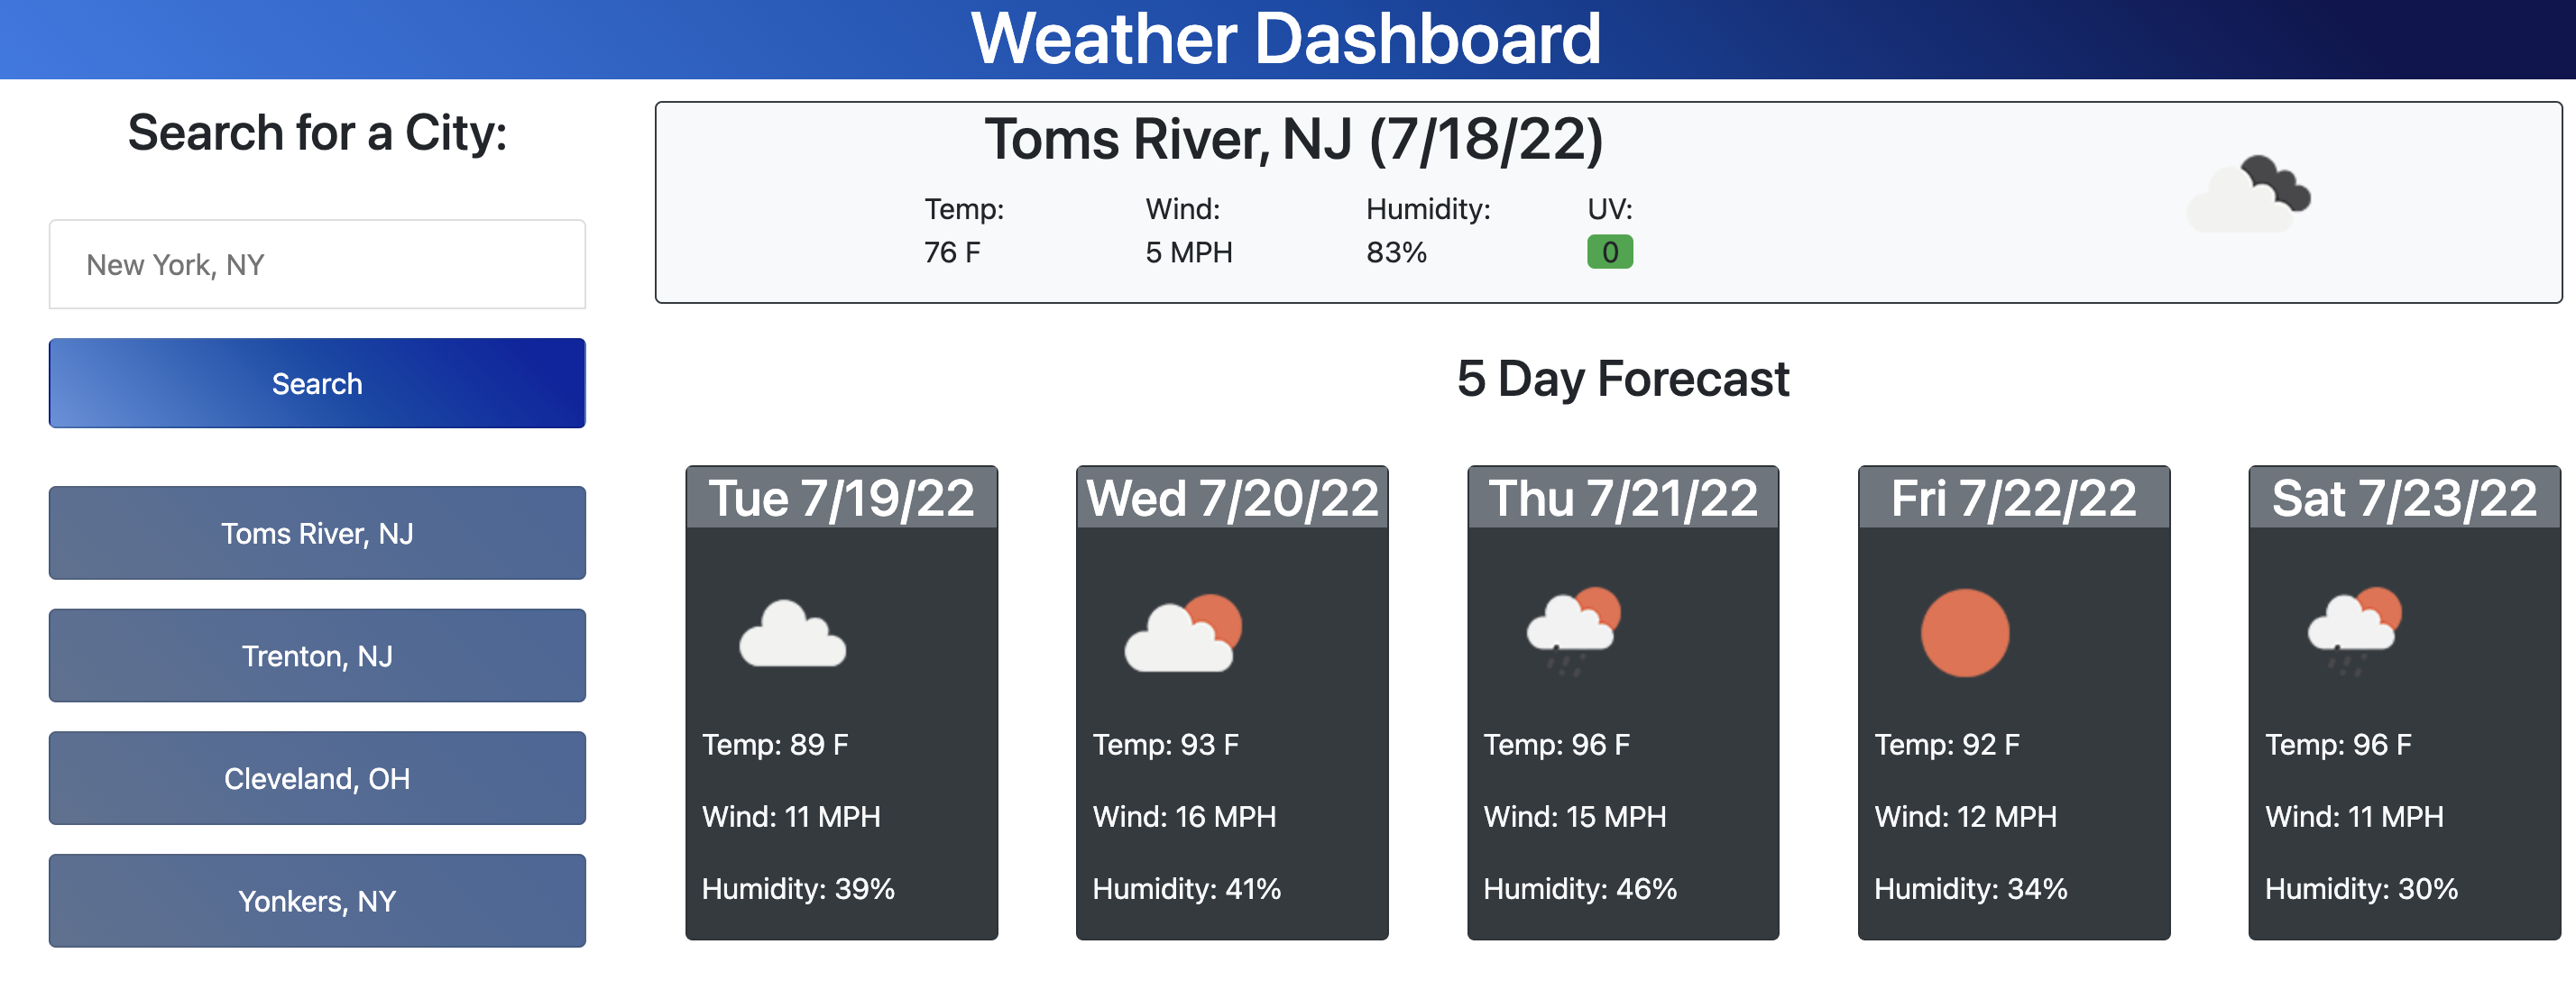 Weather Dashboard
Search for a City:
New York, NY
Search
Toms River, NJ
Trenton, NJ
Cleveland, OH
Yonkers, NY
Toms River, NJ (7/18/22)
Temp: Wind: Humidity: UV:
76 F 5 MPH 83% 0
5 Day Forecast
Tue 7/19/22
Temp: 89 F
Wind: 11 MPH
Humidity: 39%
Wed 7/20/22
Temp: 93 F
Wind: 16 MPH
Humidity: 41%
Thu 7/21/22
Temp: 96 F
Wind: 15 MPH
Humidity: 46%
Fri 7/22/22
Temp: 92 F
Wind: 12 MPH
Humidity: 34%
Sat 7/23/22
Temp: 96 F
Wind: 11 MPH
Humidity: 30%